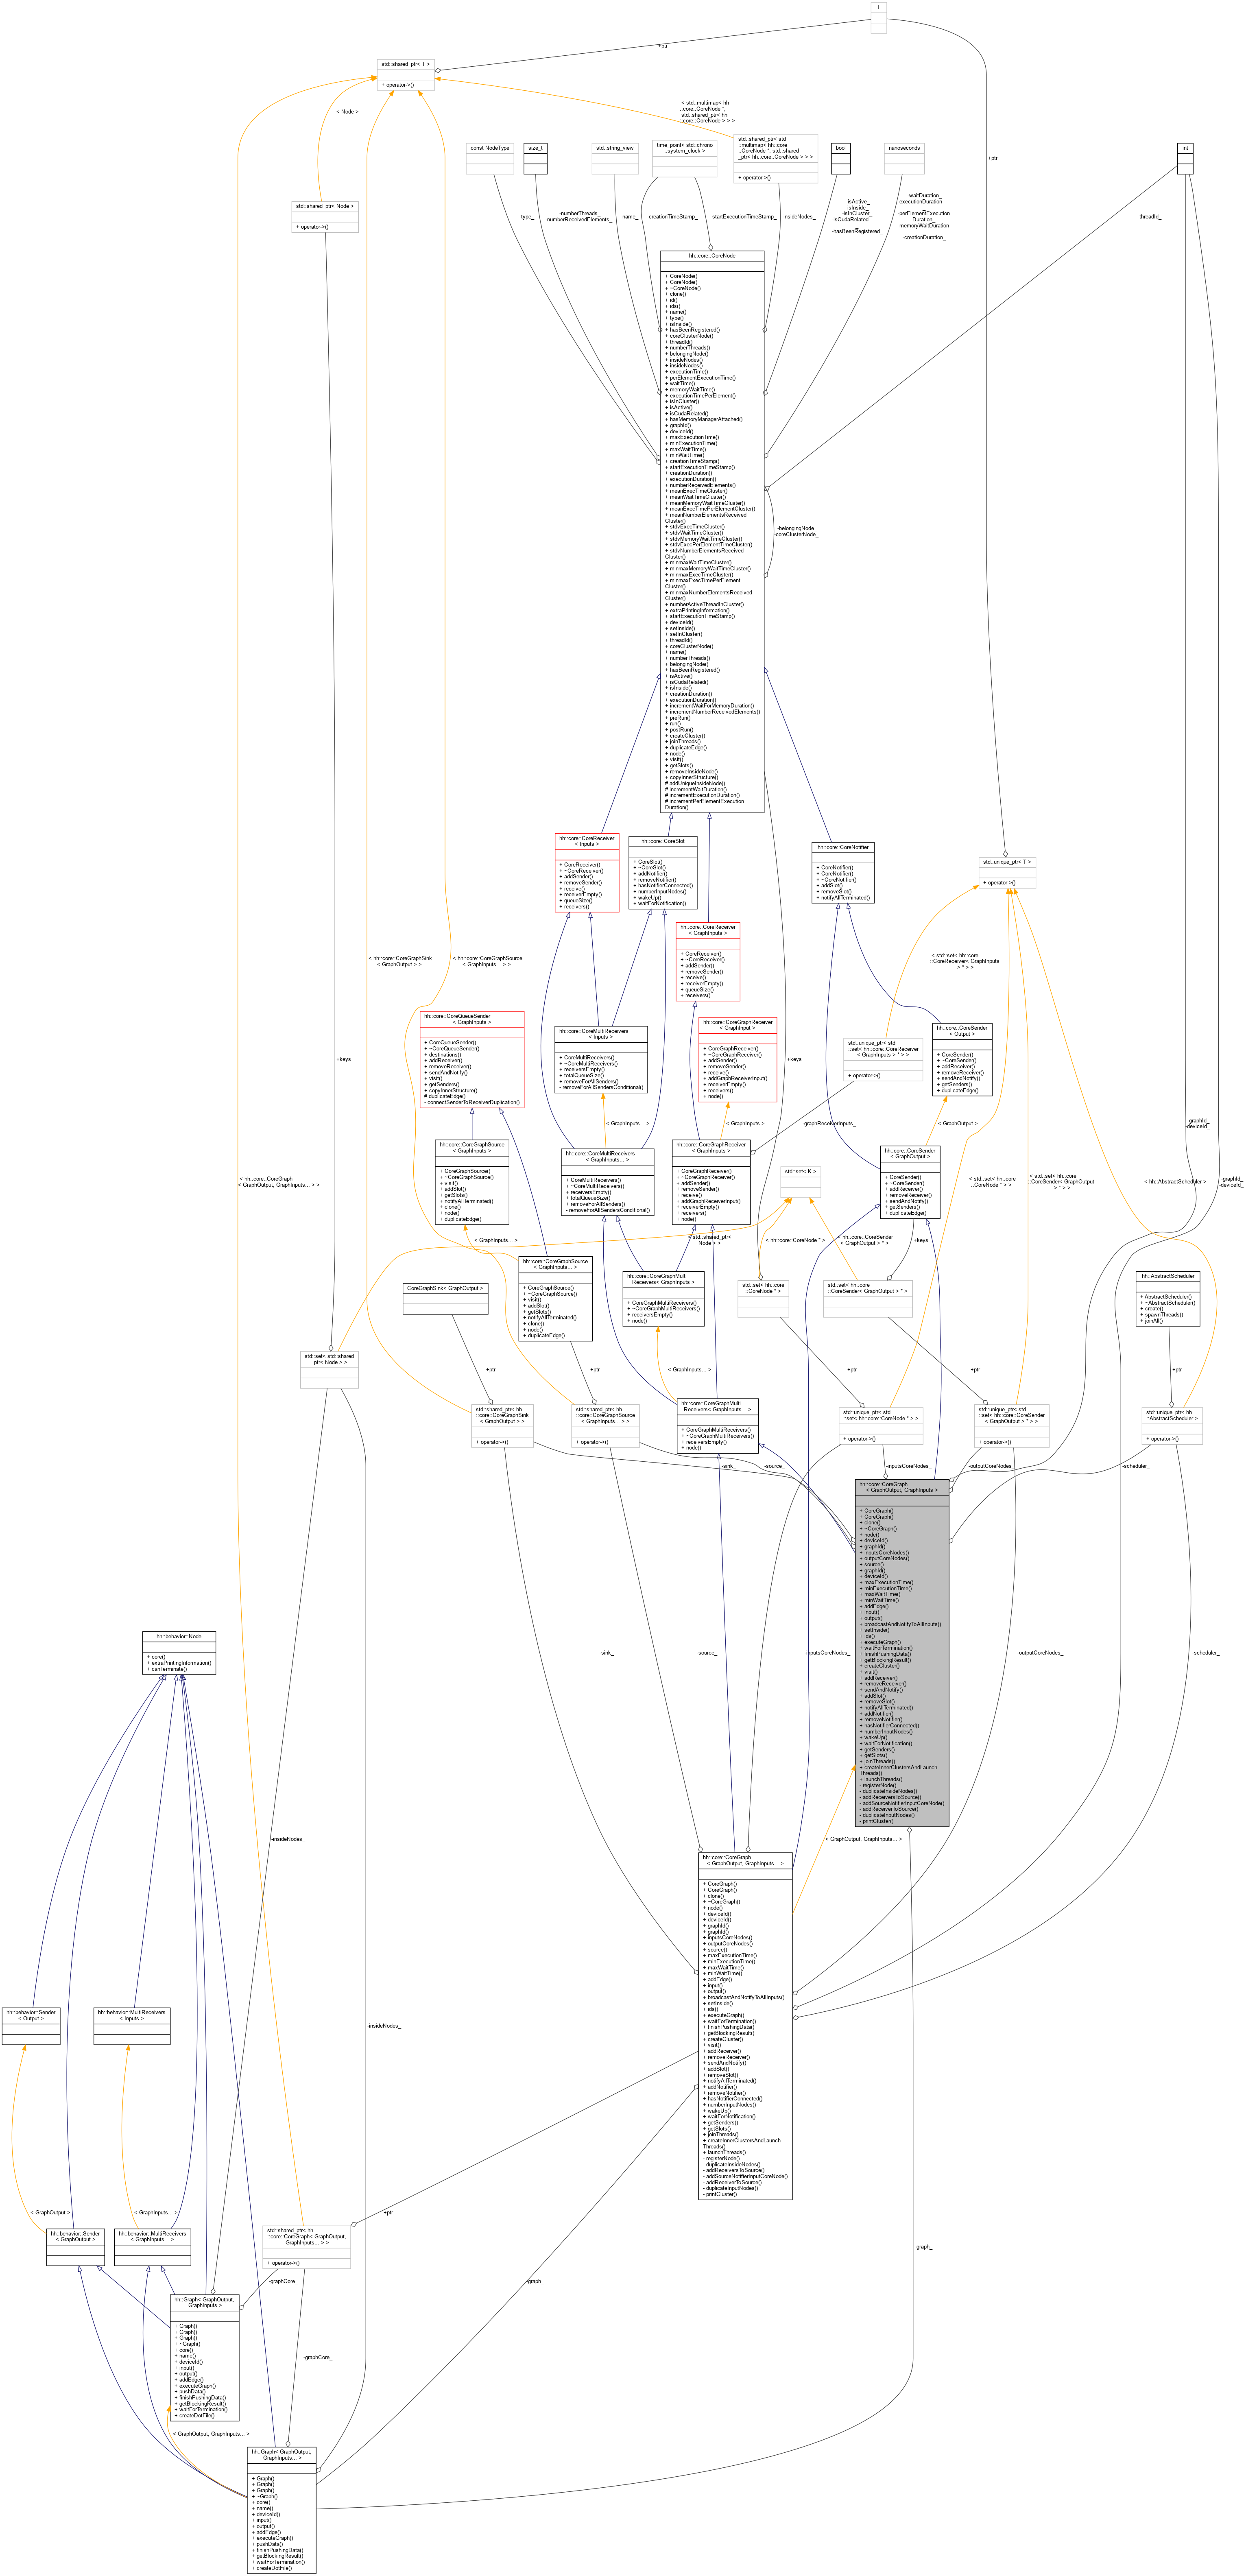 T
+ptr
std::shared_ptr< T >
+ operator->()
< Node >
< std::multimap< hh
::core::CoreNode *,
std::shared_ptr< hh
::core::CoreNode > > >
+ptr
const NodeType
size_t
std::string_view
time_point< std::chrono
::system_clock >
std::shared_ptr< std
::multimap< hh::core
::CoreNode *, std::shared
_ptr< hh::core::CoreNode > > >
+ operator->()
bool
nanoseconds
int
std::shared_ptr< Node >
+ operator->()
-type_
-numberThreads_
-numberReceivedElements_
-name_
-creationTimeStamp_
-startExecutionTimeStamp_
-insideNodes_
-isActive_
-isInside_
-isInCluster_
-isCudaRelated_
-hasBeenRegistered_
-waitDuration_
-executionDuration_
-perElementExecution
Duration_
-memoryWaitDuration_
-creationDuration_
-threadId_
hh::core::CoreNode
+ CoreNode()
+ CoreNode()
+ ~CoreNode()
+ clone()
+ id()
+ ids()
+ name()
+ type()
+ isInside()
+ hasBeenRegistered()
+ coreClusterNode()
+ threadId()
+ numberThreads()
+ belongingNode()
+ insideNodes()
+ insideNodes()
+ executionTime()
+ perElementExecutionTime()
+ waitTime()
+ memoryWaitTime()
+ executionTimePerElement()
+ isInCluster()
+ isActive()
+ isCudaRelated()
+ hasMemoryManagerAttached()
+ graphId()
+ deviceId()
+ maxExecutionTime()
+ minExecutionTime()
+ maxWaitTime()
+ minWaitTime()
+ creationTimeStamp()
+ startExecutionTimeStamp()
+ creationDuration()
+ executionDuration()
+ numberReceivedElements()
+ meanExecTimeCluster()
+ meanWaitTimeCluster()
+ meanMemoryWaitTimeCluster()
+ meanExecTimePerElementCluster()
+ meanNumberElementsReceived
Cluster()
+ stdvExecTimeCluster()
+ stdvWaitTimeCluster()
+ stdvMemoryWaitTimeCluster()
+ stdvExecPerElementTimeCluster()
+ stdvNumberElementsReceived
Cluster()
+ minmaxWaitTimeCluster()
+ minmaxMemoryWaitTimeCluster()
+ minmaxExecTimeCluster()
+ minmaxExecTimePerElement
Cluster()
+ minmaxNumberElementsReceived
Cluster()
+ numberActiveThreadInCluster()
+ extraPrintingInformation()
+ startExecutionTimeStamp()
+ deviceId()
+ setInside()
+ setInCluster()
+ threadId()
+ coreClusterNode()
+ name()
+ numberThreads()
+ belongingNode()
+ hasBeenRegistered()
+ isActive()
+ isCudaRelated()
+ isInside()
+ creationDuration()
+ executionDuration()
+ incrementWaitForMemoryDuration()
+ incrementNumberReceivedElements()
+ preRun()
+ run()
+ postRun()
+ createCluster()
+ joinThreads()
+ duplicateEdge()
+ node()
+ visit()
+ getSlots()
+ removeInsideNode()
+ copyInnerStructure()
# addUniqueInsideNode()
# incrementWaitDuration()
# incrementExecutionDuration()
# incrementPerElementExecution
Duration()
-belongingNode_
-coreClusterNode_
hh::core::CoreReceiver
< Inputs >
+ CoreReceiver()
+ ~CoreReceiver()
+ addSender()
+ removeSender()
+ receive()
+ receiverEmpty()
+ queueSize()
+ receivers()
hh::core::CoreSlot
+ CoreSlot()
+ ~CoreSlot()
+ addNotifier()
+ removeNotifier()
+ hasNotifierConnected()
+ numberInputNodes()
+ wakeUp()
+ waitForNotification()
hh::core::CoreNotifier
+ CoreNotifier()
+ CoreNotifier()
+ ~CoreNotifier()
+ addSlot()
+ removeSlot()
+ notifyAllTerminated()
std::unique_ptr< T >
+ operator->()
hh::core::CoreReceiver
< GraphInputs >
+ CoreReceiver()
+ ~CoreReceiver()
+ addSender()
+ removeSender()
+ receive()
+ receiverEmpty()
+ queueSize()
+ receivers()
< hh::core::CoreGraphSink
< GraphOutput > >
< hh::core::CoreGraphSource
< GraphInputs... > >
< std::set< hh::core
::CoreReceiver< GraphInputs
> * > >
hh::core::CoreQueueSender
< GraphInputs >
+ CoreQueueSender()
+ ~CoreQueueSender()
+ destinations()
+ addReceiver()
+ removeReceiver()
+ sendAndNotify()
+ visit()
+ getSenders()
+ copyInnerStructure()
# duplicateEdge()
- connectSenderToReceiverDuplication()
hh::core::CoreMultiReceivers
< Inputs >
+ CoreMultiReceivers()
+ ~CoreMultiReceivers()
+ receiversEmpty()
+ totalQueueSize()
+ removeForAllSenders()
- removeForAllSendersConditional()
hh::core::CoreGraphReceiver
< GraphInput >
+ CoreGraphReceiver()
+ ~CoreGraphReceiver()
+ addSender()
+ removeSender()
+ receive()
+ addGraphReceiverInput()
+ receiverEmpty()
+ receivers()
+ node()
std::unique_ptr< std
::set< hh::core::CoreReceiver
< GraphInputs > * > >
+ operator->()
hh::core::CoreSender
< Output >
+ CoreSender()
+ ~CoreSender()
+ addReceiver()
+ removeReceiver()
+ sendAndNotify()
+ getSenders()
+ duplicateEdge()
+keys
+keys
< GraphInputs... >
< GraphInputs >
-graphReceiverInputs_
< GraphOutput >
-graphId_
-deviceId_
hh::core::CoreGraphSource
< GraphInputs >
+ CoreGraphSource()
+ ~CoreGraphSource()
+ visit()
+ addSlot()
+ getSlots()
+ notifyAllTerminated()
+ clone()
+ node()
+ duplicateEdge()
hh::core::CoreMultiReceivers
< GraphInputs... >
+ CoreMultiReceivers()
+ ~CoreMultiReceivers()
+ receiversEmpty()
+ totalQueueSize()
+ removeForAllSenders()
- removeForAllSendersConditional()
hh::core::CoreGraphReceiver
< GraphInputs >
+ CoreGraphReceiver()
+ ~CoreGraphReceiver()
+ addSender()
+ removeSender()
+ receive()
+ addGraphReceiverInput()
+ receiverEmpty()
+ receivers()
+ node()
std::set< K >
hh::core::CoreSender
< GraphOutput >
+ CoreSender()
+ ~CoreSender()
+ addReceiver()
+ removeReceiver()
+ sendAndNotify()
+ getSenders()
+ duplicateEdge()
< hh::core::CoreGraph
< GraphOutput, GraphInputs... > >
< std::set< hh::core
::CoreNode * > >
< std::set< hh::core
::CoreSender< GraphOutput
> * > >
< hh::AbstractScheduler >
-graphId_
-deviceId_
< GraphInputs... >
< std::shared_ptr<
Node > >
< hh::core::CoreNode * >
< hh::core::CoreSender
< GraphOutput > * >
+keys
CoreGraphSink< GraphOutput >
hh::core::CoreGraphSource
< GraphInputs... >
+ CoreGraphSource()
+ ~CoreGraphSource()
+ visit()
+ addSlot()
+ getSlots()
+ notifyAllTerminated()
+ clone()
+ node()
+ duplicateEdge()
hh::core::CoreGraphMulti
Receivers< GraphInputs >
+ CoreGraphMultiReceivers()
+ ~CoreGraphMultiReceivers()
+ receiversEmpty()
+ node()
std::set< hh::core
::CoreNode * >
std::set< hh::core
::CoreSender< GraphOutput > * >
hh::AbstractScheduler
+ AbstractScheduler()
+ ~AbstractScheduler()
+ create()
+ spawnThreads()
+ joinAll()
std::set< std::shared
_ptr< Node > >
+ptr
+ptr
< GraphInputs... >
+ptr
+ptr
+ptr
std::shared_ptr< hh
::core::CoreGraphSink
< GraphOutput > >
+ operator->()
std::shared_ptr< hh
::core::CoreGraphSource
< GraphInputs... > >
+ operator->()
hh::core::CoreGraphMulti
Receivers< GraphInputs... >
+ CoreGraphMultiReceivers()
+ ~CoreGraphMultiReceivers()
+ receiversEmpty()
+ node()
std::unique_ptr< std
::set< hh::core::CoreNode * > >
+ operator->()
std::unique_ptr< std
::set< hh::core::CoreSender
< GraphOutput > * > >
+ operator->()
std::unique_ptr< hh
::AbstractScheduler >
+ operator->()
-sink_
-source_
-inputsCoreNodes_
-outputCoreNodes_
-scheduler_
hh::core::CoreGraph
< GraphOutput, GraphInputs >
+ CoreGraph()
+ CoreGraph()
+ clone()
+ ~CoreGraph()
+ node()
+ deviceId()
+ graphId()
+ inputsCoreNodes()
+ outputCoreNodes()
+ source()
+ graphId()
+ deviceId()
+ maxExecutionTime()
+ minExecutionTime()
+ maxWaitTime()
+ minWaitTime()
+ addEdge()
+ input()
+ output()
+ broadcastAndNotifyToAllInputs()
+ setInside()
+ ids()
+ executeGraph()
+ waitForTermination()
+ finishPushingData()
+ getBlockingResult()
+ createCluster()
+ visit()
+ addReceiver()
+ removeReceiver()
+ sendAndNotify()
+ addSlot()
+ removeSlot()
+ notifyAllTerminated()
+ addNotifier()
+ removeNotifier()
+ hasNotifierConnected()
+ numberInputNodes()
+ wakeUp()
+ waitForNotification()
+ getSenders()
+ getSlots()
+ joinThreads()
+ createInnerClustersAndLaunch
Threads()
+ launchThreads()
- registerNode()
- duplicateInsideNodes()
- addReceiversToSource()
- addSourceNotifierInputCoreNode()
- addReceiverToSource()
- duplicateInputNodes()
- printCluster()
hh::behavior::Node
+ core()
+ extraPrintingInformation()
+ canTerminate()
-sink_
-source_
-inputsCoreNodes_
-outputCoreNodes_
-scheduler_
-insideNodes_
< GraphOutput, GraphInputs... >
hh::core::CoreGraph
< GraphOutput, GraphInputs... >
+ CoreGraph()
+ CoreGraph()
+ clone()
+ ~CoreGraph()
+ node()
+ deviceId()
+ deviceId()
+ graphId()
+ graphId()
+ inputsCoreNodes()
+ outputCoreNodes()
+ source()
+ maxExecutionTime()
+ minExecutionTime()
+ maxWaitTime()
+ minWaitTime()
+ addEdge()
+ input()
+ output()
+ broadcastAndNotifyToAllInputs()
+ setInside()
+ ids()
+ executeGraph()
+ waitForTermination()
+ finishPushingData()
+ getBlockingResult()
+ createCluster()
+ visit()
+ addReceiver()
+ removeReceiver()
+ sendAndNotify()
+ addSlot()
+ removeSlot()
+ notifyAllTerminated()
+ addNotifier()
+ removeNotifier()
+ hasNotifierConnected()
+ numberInputNodes()
+ wakeUp()
+ waitForNotification()
+ getSenders()
+ getSlots()
+ joinThreads()
+ createInnerClustersAndLaunch
Threads()
+ launchThreads()
- registerNode()
- duplicateInsideNodes()
- addReceiversToSource()
- addSourceNotifierInputCoreNode()
- addReceiverToSource()
- duplicateInputNodes()
- printCluster()
-insideNodes_
hh::behavior::Sender
< Output >
hh::behavior::MultiReceivers
< Inputs >
< GraphOutput >
< GraphInputs... >
+ptr
hh::behavior::Sender
< GraphOutput >
hh::behavior::MultiReceivers
< GraphInputs... >
std::shared_ptr< hh
::core::CoreGraph< GraphOutput,
GraphInputs... > >
+ operator->()
-graph_
-graphCore_
-graph_
hh::Graph< GraphOutput,
GraphInputs >
+ Graph()
+ Graph()
+ Graph()
+ ~Graph()
+ core()
+ name()
+ deviceId()
+ input()
+ output()
+ addEdge()
+ executeGraph()
+ pushData()
+ finishPushingData()
+ getBlockingResult()
+ waitForTermination()
+ createDotFile()
-graphCore_
< GraphOutput, GraphInputs... >
hh::Graph< GraphOutput,
GraphInputs... >
+ Graph()
+ Graph()
+ Graph()
+ ~Graph()
+ core()
+ name()
+ deviceId()
+ input()
+ output()
+ addEdge()
+ executeGraph()
+ pushData()
+ finishPushingData()
+ getBlockingResult()
+ waitForTermination()
+ createDotFile()